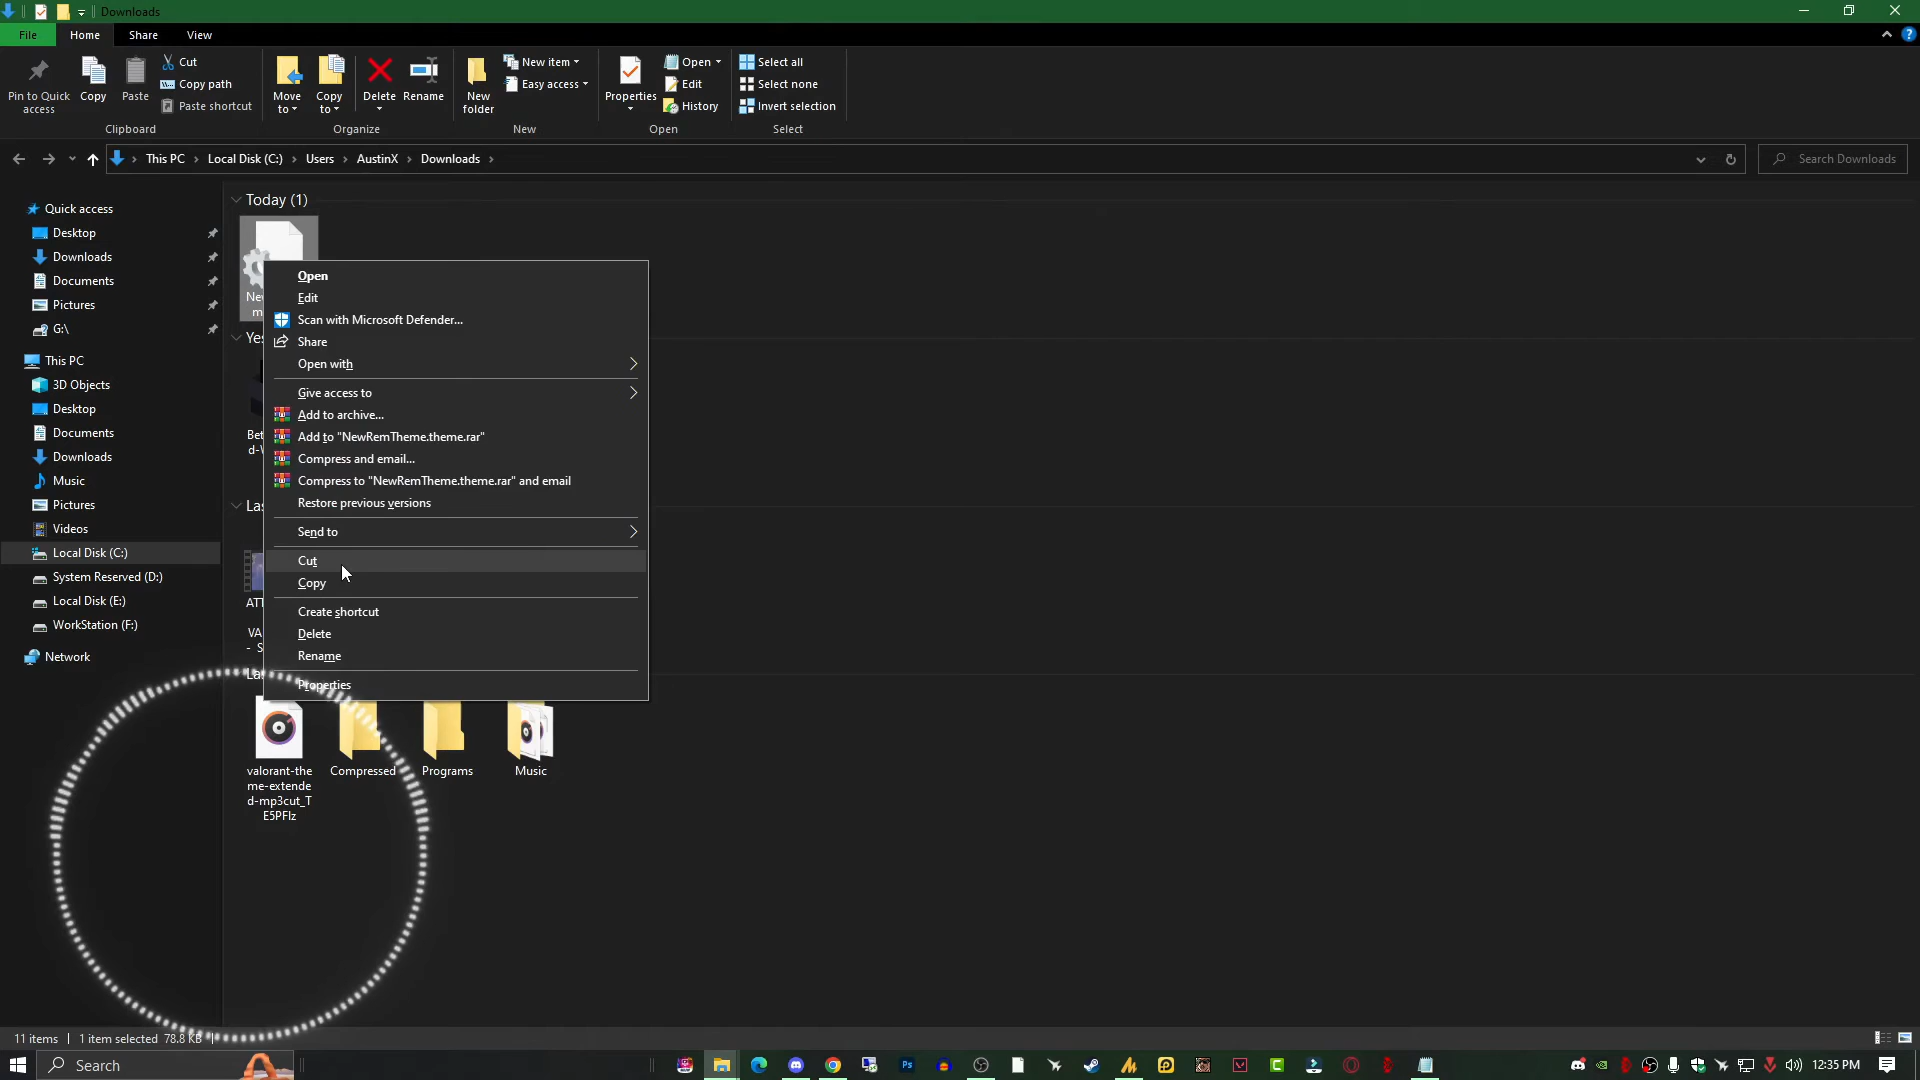 Downloads
File
Home
Share
View
Pin to Quick
access
Copy
Paste
Cut
Copy path
Paste shortcut
Clipboard
Move
to
Copy
to
Delete
Rename
Organize
New
folder
New item
Easy access
New
Properties
Open
Edit
History
Open
Select all
Select none
Invert selection
Select
This PC
Local Disk (C:)
Users
AustinX
Downloads
Search Downloads
Quick access
Desktop
Downloads
Documents
Pictures
G:\
This PC
3D Objects
Desktop
Documents
Downloads
Music
Pictures
Videos
Local Disk (C:)
System Reserved (D:)
Local Disk (E:)
WorkStation (F:)
Network
Today (1)
Open
Edit
Scan with Microsoft Defender...
Share
Open with
Give access to
Add to archive...
Add to "NewRemTheme.theme.rar"
Compress and email...
Compress to "NewRemTheme.theme.rar" and email
Restore previous versions
Send to
Cut
Copy
Create shortcut
Delete
Rename
Properties
valorant-the
me-extende
d-mp3cut_T
E5PFlz
Compressed
Programs
Music
11 items
1 item selected 78.8 KB
Search
12:35 PM